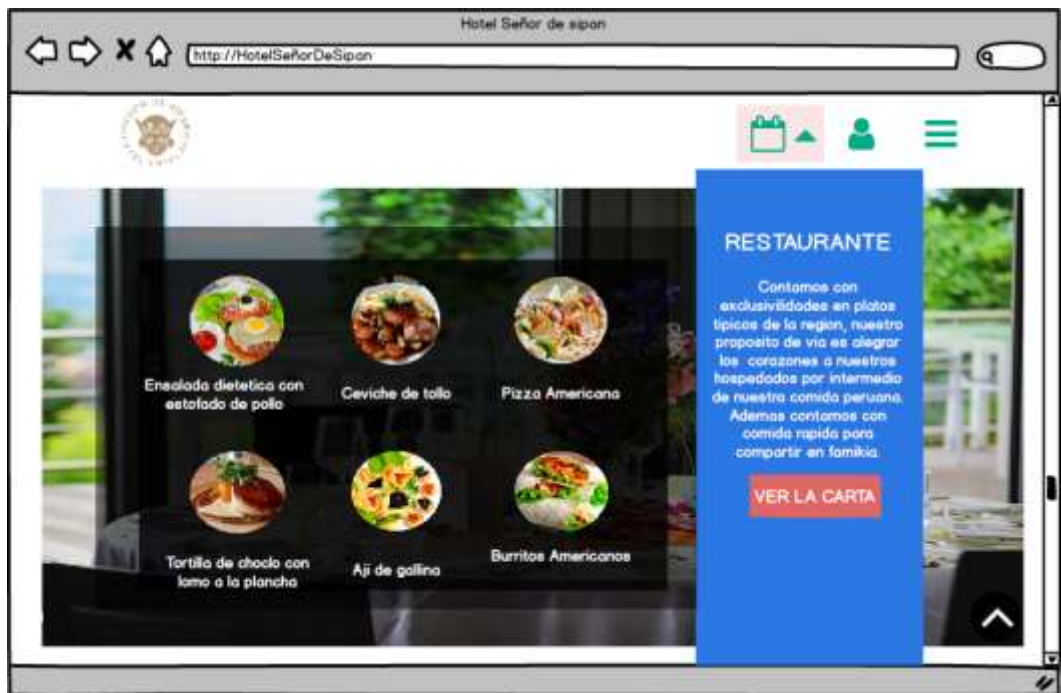 Hotel Señor de sipan
http://HotelSeñorDeSipan
RESTAURANTE
Contamos con
exclusivilidades en platos
tipicos de la region, nuestro
proposito de via es alegrar
los corazones a nuestros
hospedados por intermedio
de nuestra comida peruana.
Ademas contamos con
comida rapida para
compartir en familia.
VER LA CARTA
Ensalada dietetica con
estofado de pollo
Ceviche de tollo
Pizza Americana
Tortilla de choclo con
lomo a la plancha
Aji de gallina
Burritos Americanos